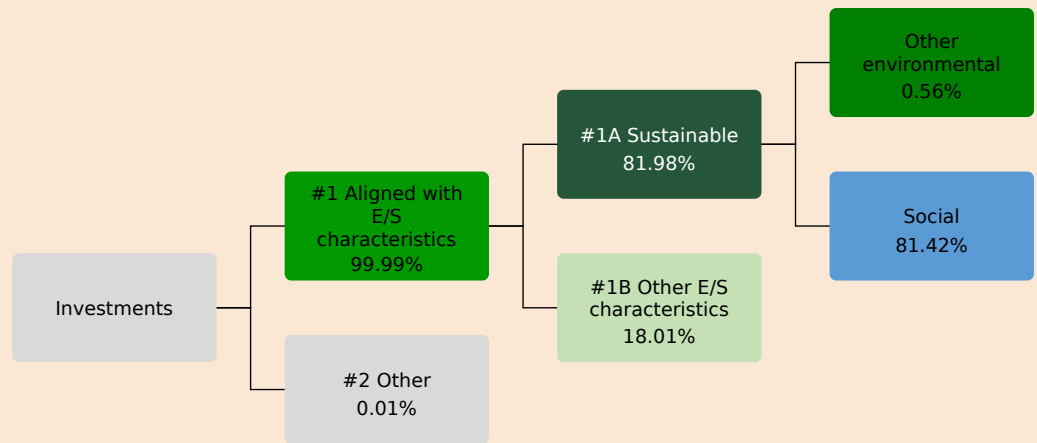 Investments
#1 Aligned with
E/S
characteristics
99.99%
#2 Other
0.01%
#1A Sustainable
81.98%
#1B Other E/S
characteristics
18.01%
Other
environmental
0.56%
Social
81.42%